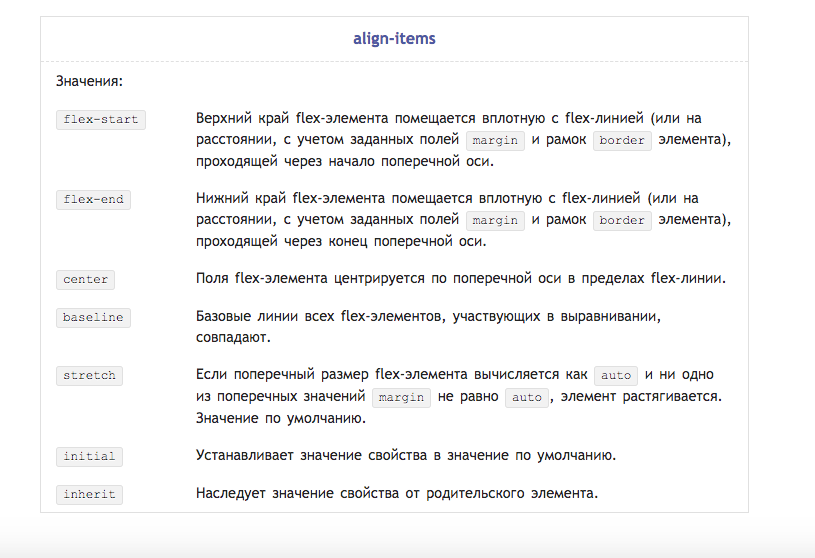 align-items
Значения:
flex-start
Верхний край flex-элемента помещается вплотную с flex-линией (или на
расстоянии, с учетом заданных полей margin и рамок border элемента),
проходящей через начало поперечной оси.
flex-end
Нижний край flex-элемента помещается вплотную с flex-линией (или на
расстоянии, с учетом заданных полей margin и рамок border элемента),
проходящей через конец поперечной оси.
center
Поля flex-элемента центрируется по поперечной оси в пределах flex-линии.
baseline
Базовые линии всех flex-элементов, участвующих в выравнивании,
совпадают.
stretch
Если поперечный размер flex-элемента вычисляется как auto и ни одно
из поперечных значений margin не равно auto , элемент растягивается.
Значение по умолчанию.
initial
Устанавливает значение свойства в значение по умолчанию.
inherit
Наследует значение свойства от родительского элемента.